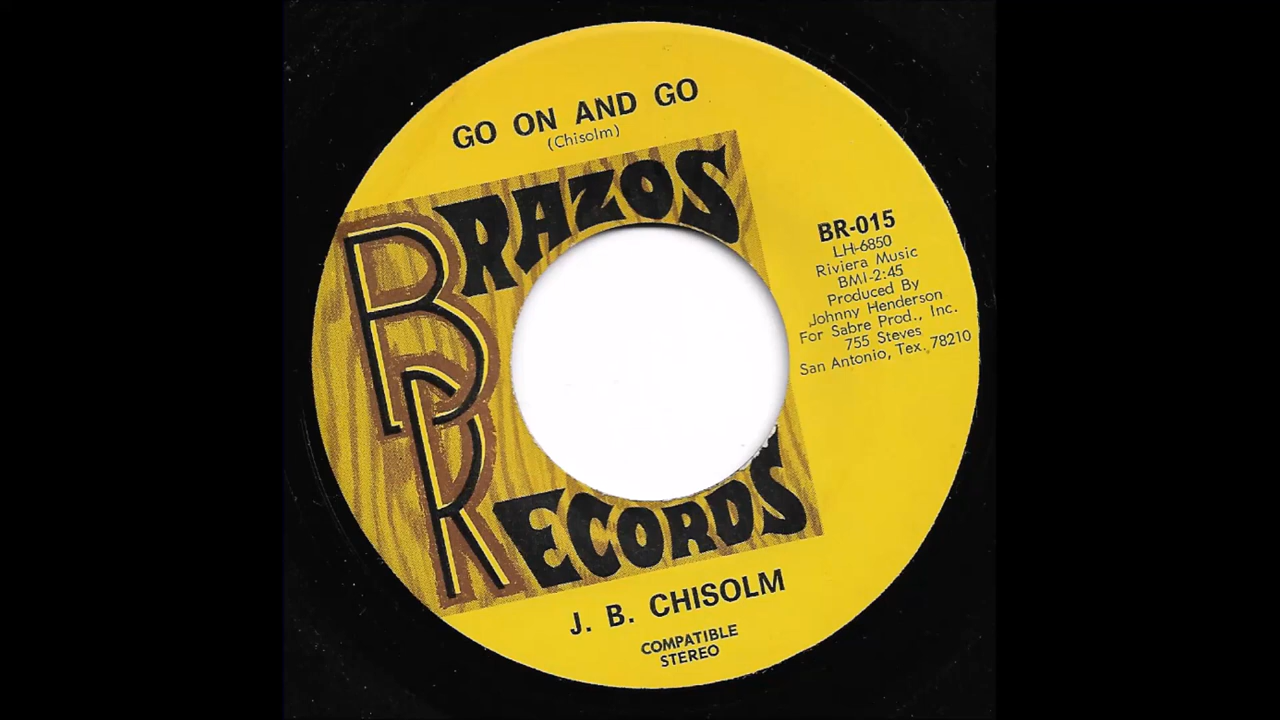 GO ON AND GO
(Chisolm)
BRAZOS
RECORDS
BR-015
LH-6850
Riviera Music
BMI-2:45
Produced By
Johnny Henderson
For Sabre Prod., Inc.
755 Steves
San Antonio, Tex. 78210
J. B. CHISOLM
COMPATIBLE
STEREO